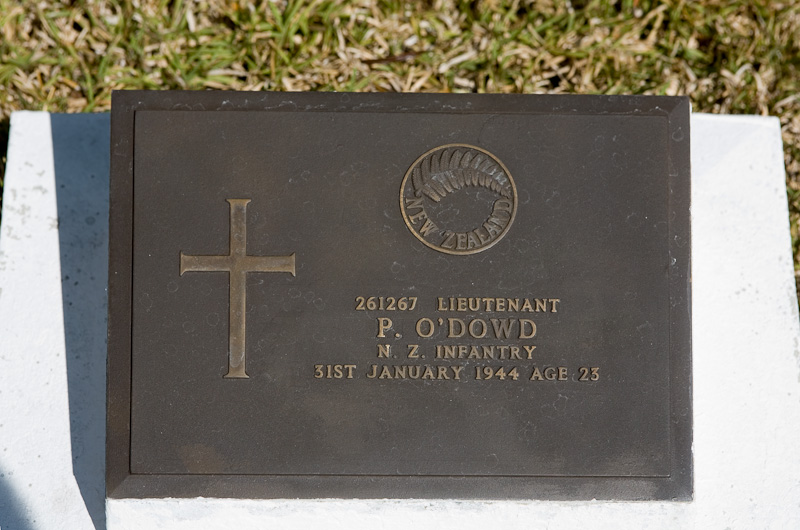 NEW ZEALAND
261267 LIEUTENANT
P. O'DOWD
N. Z. INFANTRY
31ST JANUARY 1944 AGE 23